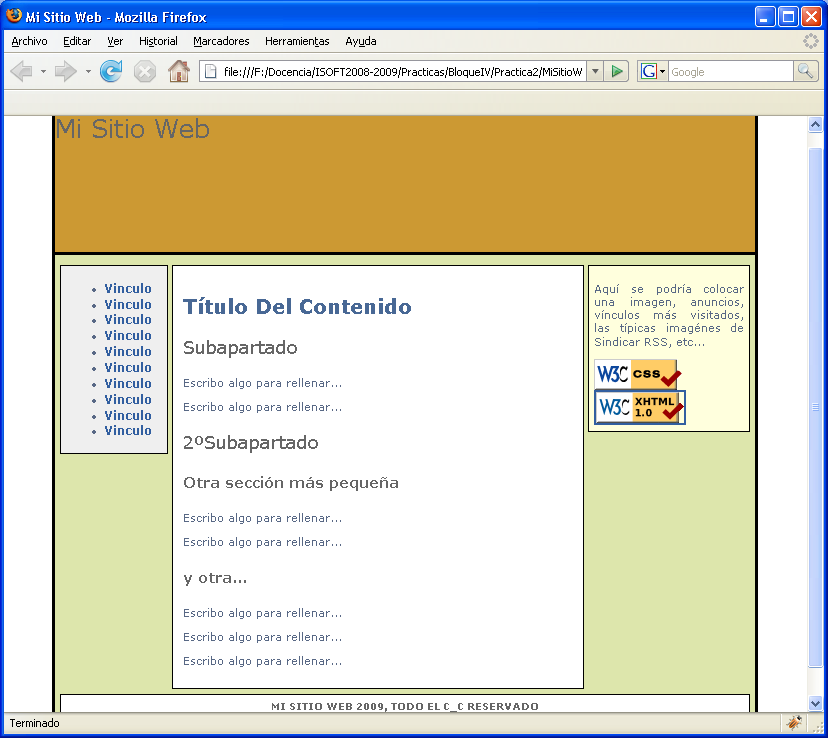 Mi Sitio Web - Mozilla Firefox
Archivo Editar Ver Historial Marcadores Herramientas Ayuda
file:///F:/Docencia/ISOFT2008-2009/Practicas/BloqueIV/Practica2/MiSitioW
G Google
Mi Sitio Web
Vinculo
Vinculo
Vinculo
Vinculo
Vinculo
Vinculo
Vinculo
Vinculo
Vinculo
Vinculo
Título Del Contenido
Subapartado
Escribo algo para rellenar...
Escribo algo para rellenar...
2ºSubapartado
Otra sección más pequeña
Escribo algo para rellenar...
Escribo algo para rellenar...
y otra...
Escribo algo para rellenar...
Escribo algo para rellenar...
Escribo algo para rellenar...
Aquí se podría colocar
una imagen, anuncios,
vínculos más visitados,
las típicas imagénes de
Sindicar RSS, etc...
W3C CSS
W3C XHTML
1.0
MI SITIO WEB 2009, TODO EL C_C RESERVADO
Terminado